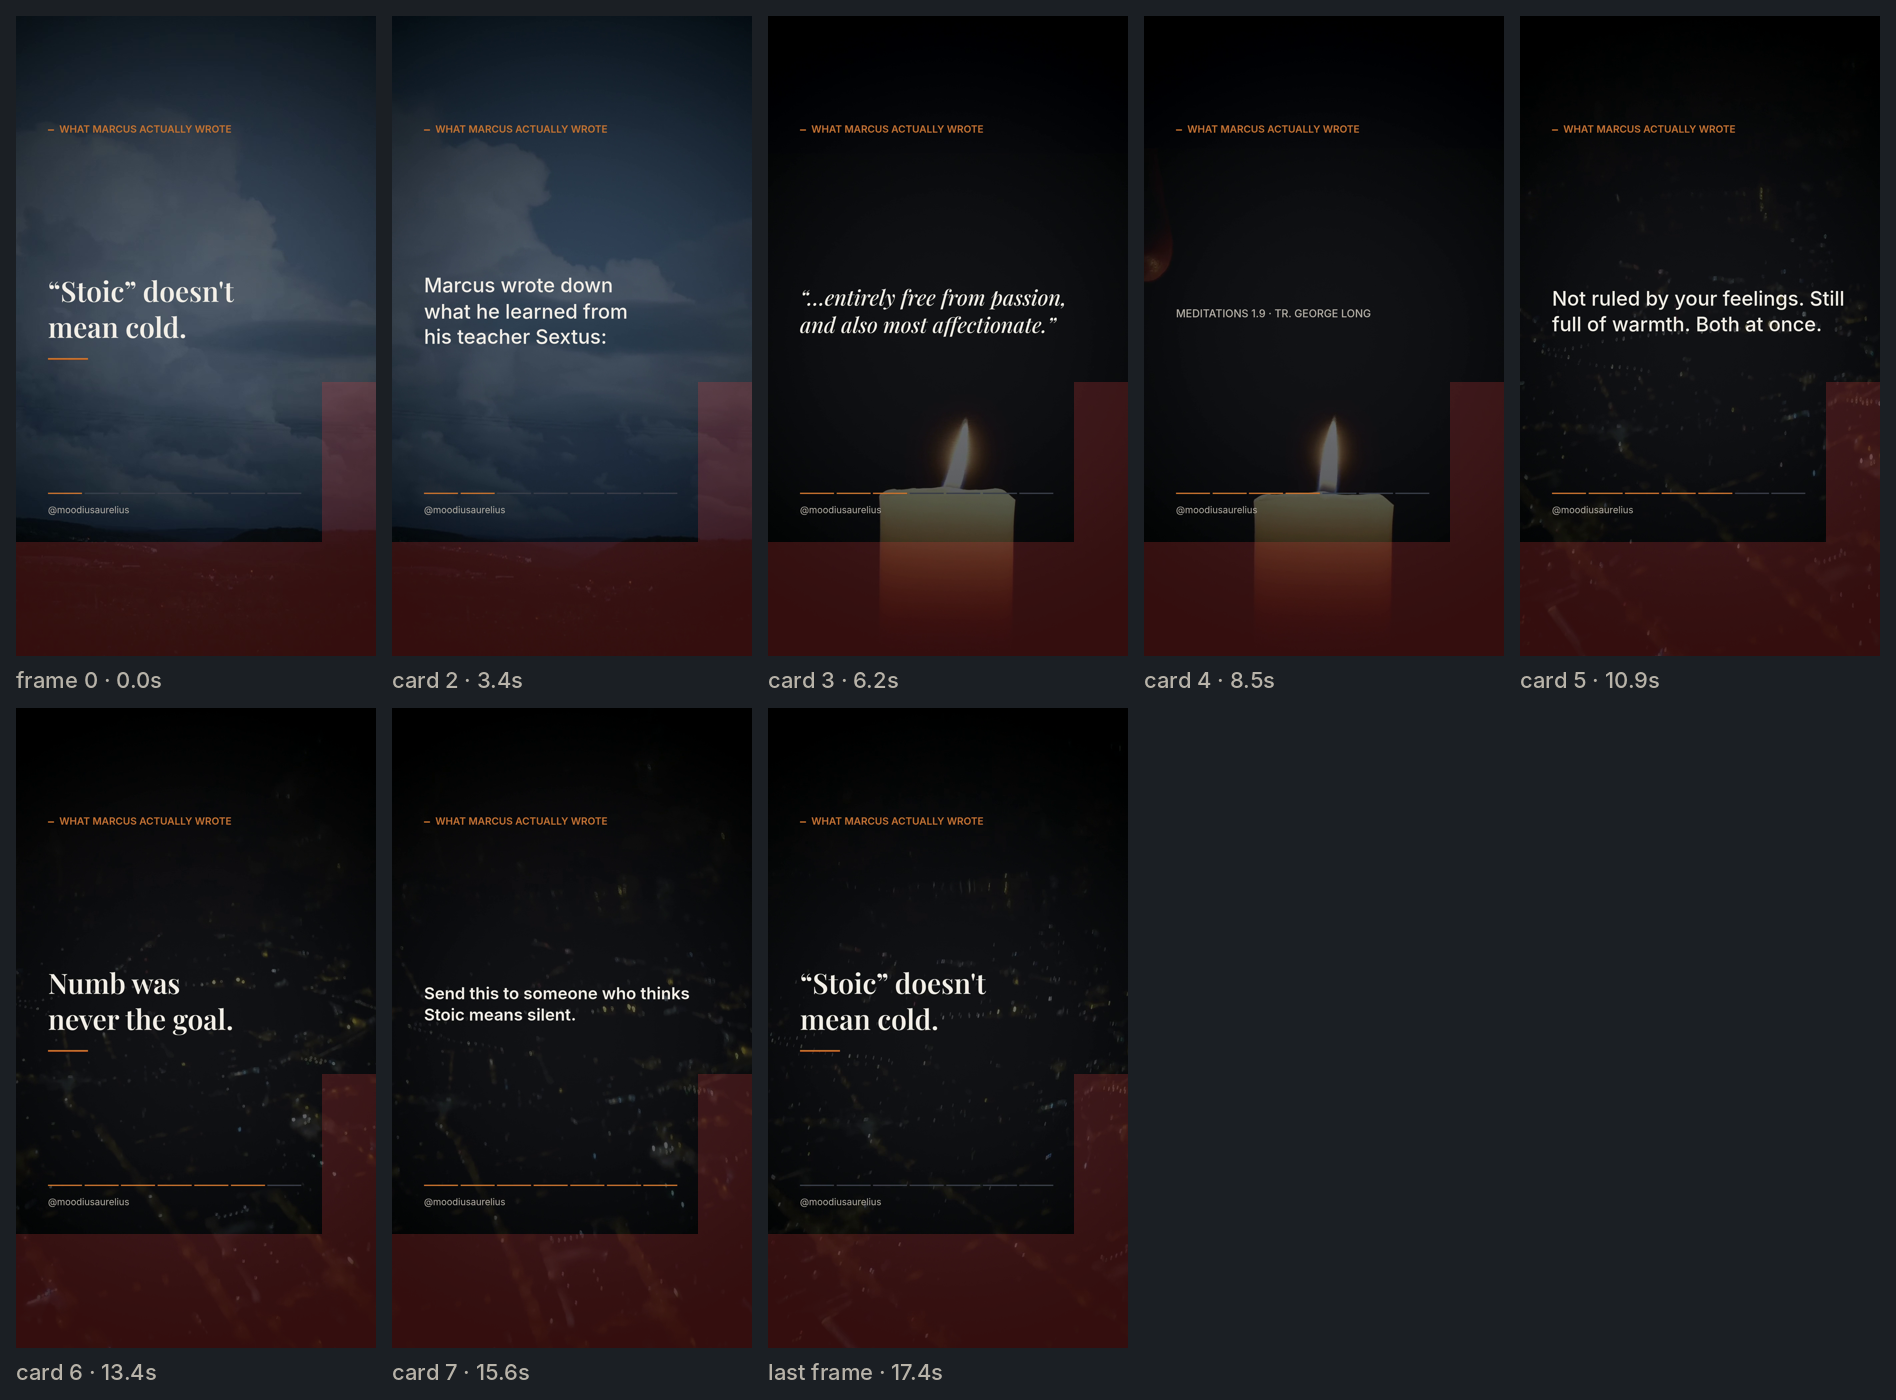 – WHAT MARCUS ACTUALLY WROTE
“Stoic” doesn't
mean cold.
@moodiusaurelius
frame 0 · 0.0s
– WHAT MARCUS ACTUALLY WROTE
Marcus wrote down
what he learned from
his teacher Sextus:
@moodiusaurelius
card 2 · 3.4s
– WHAT MARCUS ACTUALLY WROTE
“…entirely free from passion,
and also most affectionate.”
@moodiusaurelius
card 3 · 6.2s
– WHAT MARCUS ACTUALLY WROTE
MEDITATIONS 1.9 · TR. GEORGE LONG
@moodiusaurelius
card 4 · 8.5s
– WHAT MARCUS ACTUALLY WROTE
Not ruled by your feelings. Still
full of warmth. Both at once.
@moodiusaurelius
card 5 · 10.9s
– WHAT MARCUS ACTUALLY WROTE
Numb was
never the goal.
@moodiusaurelius
card 6 · 13.4s
– WHAT MARCUS ACTUALLY WROTE
Send this to someone who thinks
Stoic means silent.
@moodiusaurelius
card 7 · 15.6s
– WHAT MARCUS ACTUALLY WROTE
“Stoic” doesn't
mean cold.
@moodiusaurelius
last frame · 17.4s